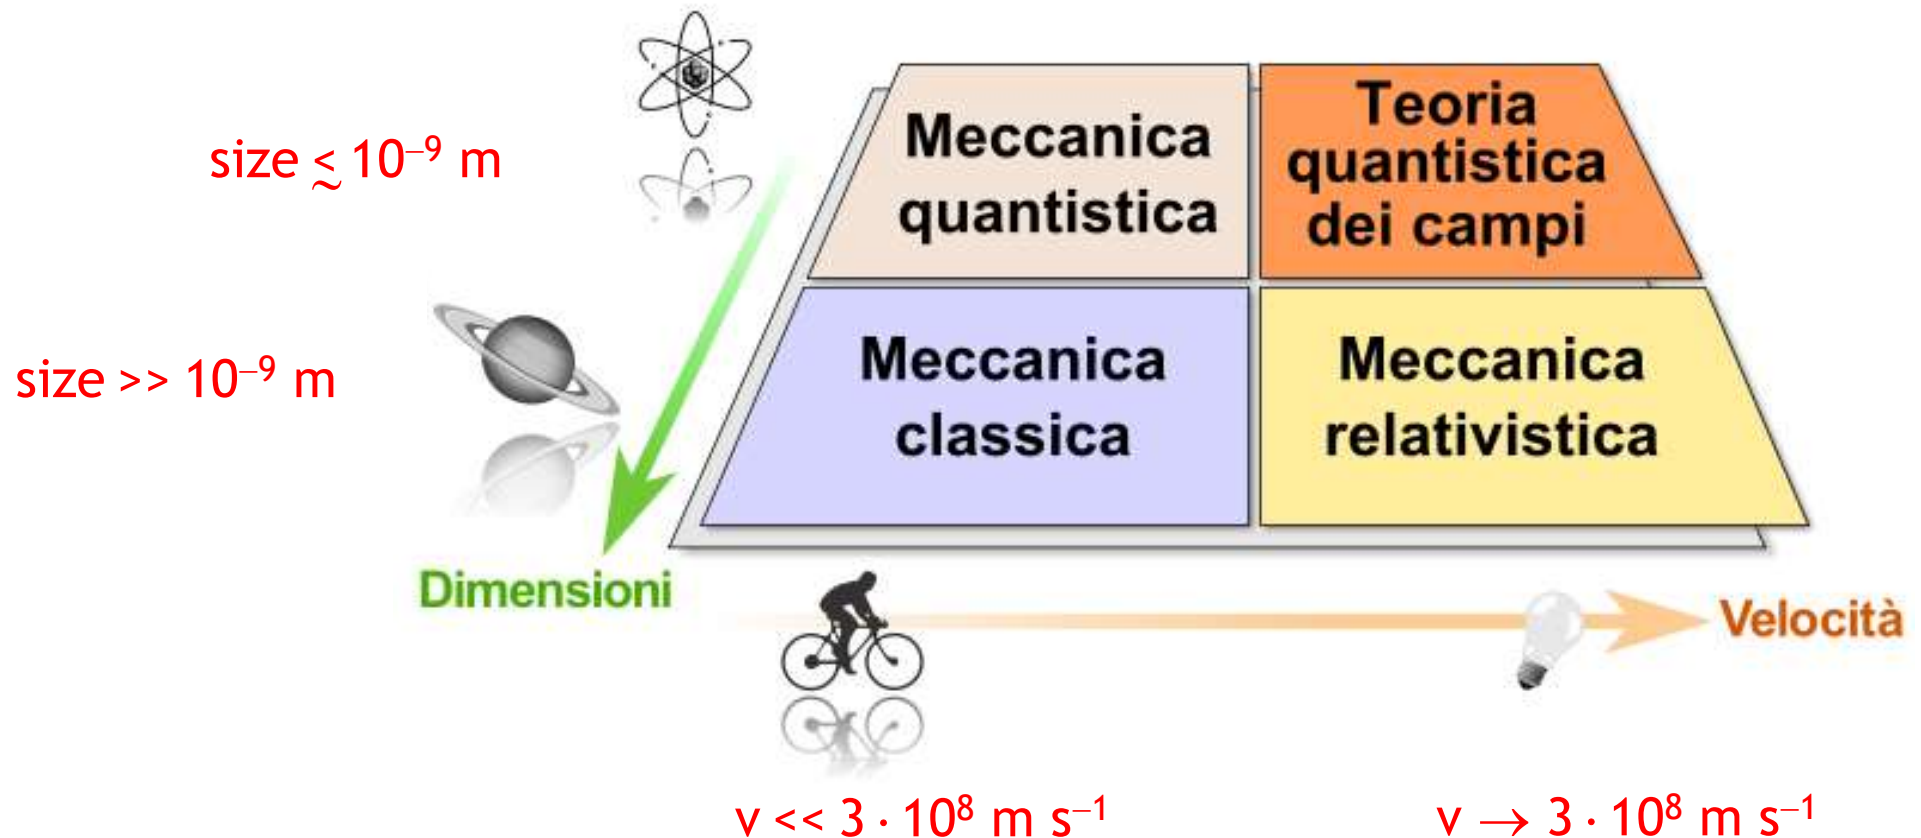 size ≲ 10⁻⁹ m
Meccanica
quantistica
Teoria
quantistica
dei campi
size >> 10⁻⁹ m
Meccanica
classica
Meccanica
relativistica
Dimensioni
Velocità
v << 3 · 10⁸ m s⁻¹
v → 3 · 10⁸ m s⁻¹